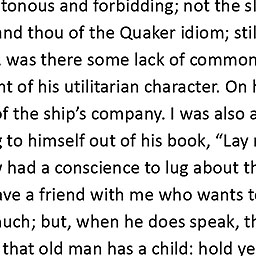 tonous and forbidding; not the sl
and thou of the Quaker idiom; stil
was there some lack of common
nt of his utilitarian character. On h
of the ship’s company. I was also a
g to himself out of his book, “Lay
had a conscience to lug about th
ave a friend with me who wants t
much; but, when he does speak, th
that old man has a child: hold ye